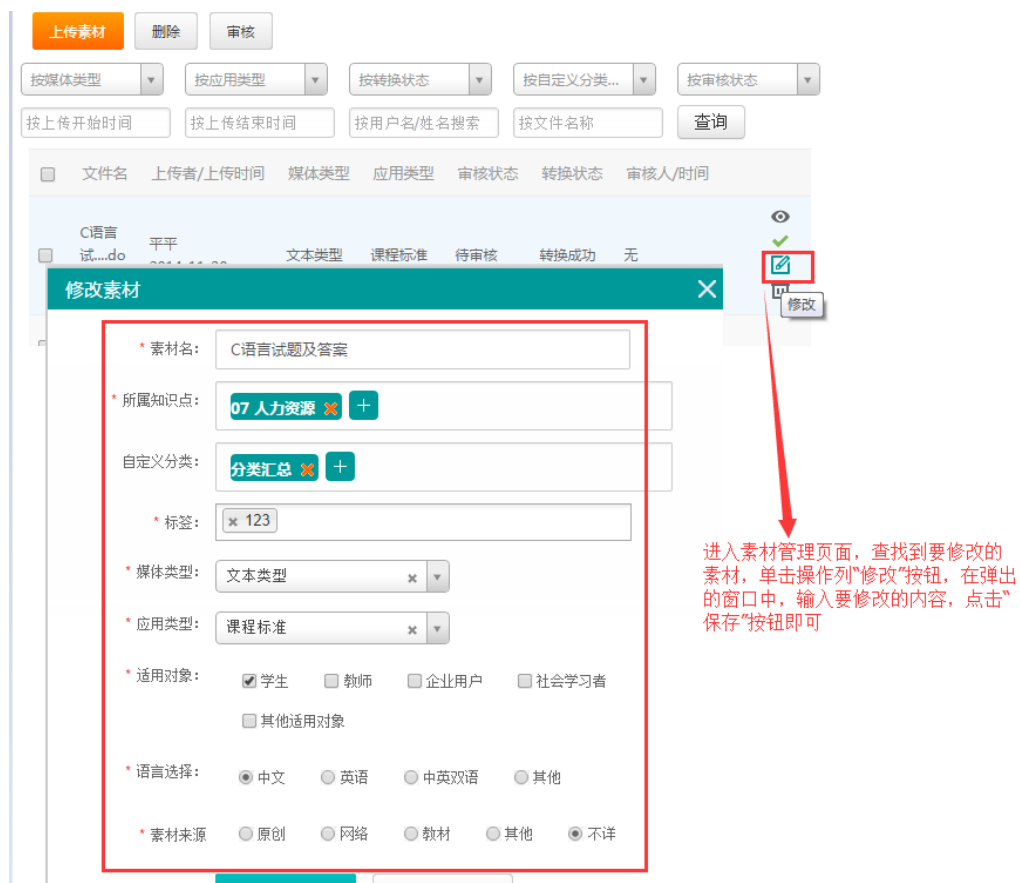 上传素材 删除 审核
按媒体类型 按应用类型 按转换状态 按自定义分类... 按审核状态
按上传开始时间 按上传结束时间 按用户名/姓名搜索 按文件名称 查询
文件名 上传者/上传时间 媒体类型 应用类型 审核状态 转换状态 审核人/时间
C语言
试....do
平平
文本类型 课程标准 待审核 转换成功 无
修改
修改素材
* 素材名: C语言试题及答案
* 所属知识点: 07 人力资源
自定义分类: 分类汇总
* 标签: 123
* 媒体类型: 文本类型
* 应用类型: 课程标准
* 适用对象: 学生 教师 企业用户 社会学习者
其他适用对象
* 语言选择: 中文 英语 中英双语 其他
* 素材来源 原创 网络 教材 其他 不详
进入素材管理页面，查找到要修改的
素材，单击操作列“修改”按钮，在弹出
的窗口中，输入要修改的内容，点击“
保存”按钮即可